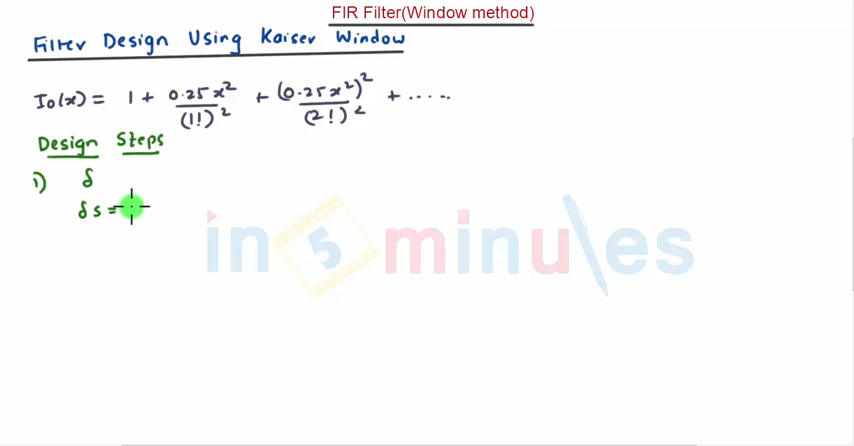 FIR Filter(Window method)
Filter Design Using Kaiser Window
I0(x) = 1 + 0.25x²/(1!)² + (0.25x²)²/(2!)² + .....
Design Steps
1) δ
δs =
in 5 minutes